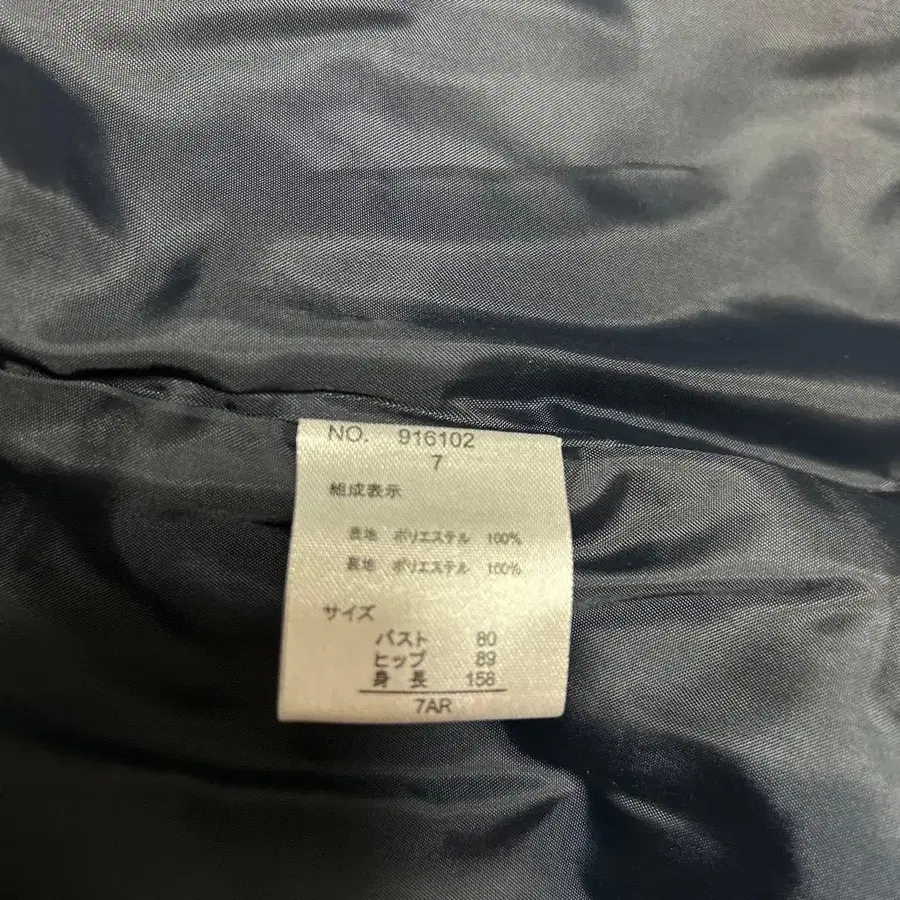 NO. 916102
7
組成表示
表地 ポリエステル 100%
裏地 ポリエステル 100%
サイズ
バスト 80
ヒップ 89
身長 158
7AR